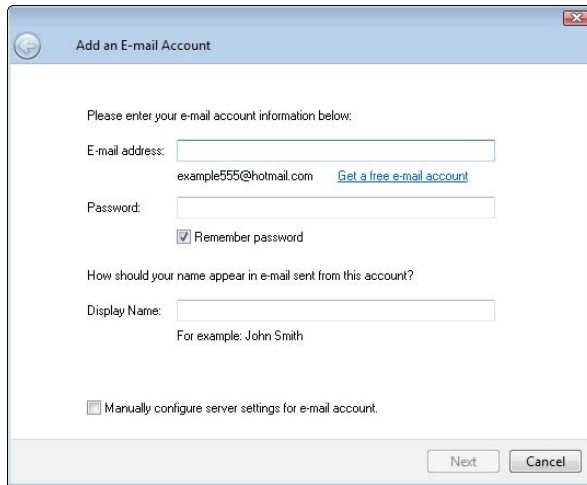 Add an E-mail Account
Please enter your e-mail account information below:
E-mail address:
example555@hotmail.com Get a free e-mail account
Password:
Remember password
How should your name appear in e-mail sent from this account?
Display Name:
For example: John Smith
Manually configure server settings for e-mail account.
Next Cancel